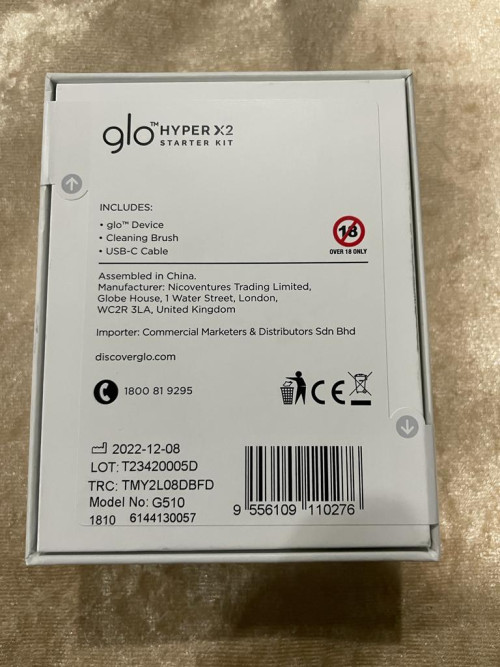 glo™ HYPER X2
STARTER KIT
INCLUDES:
• glo™ Device
• Cleaning Brush
• USB-C Cable
18
OVER 18 ONLY
Assembled in China.
Manufacturer: Nicoventures Trading Limited,
Globe House, 1 Water Street, London,
WC2R 3LA, United Kingdom
Importer: Commercial Marketers & Distributors Sdn Bhd
discoverglo.com
1800 81 9295
CE
2022-12-08
LOT: T23420005D
TRC: TMY2L08DBFD
Model No: G510
1810 6144130057
9 556109 110276